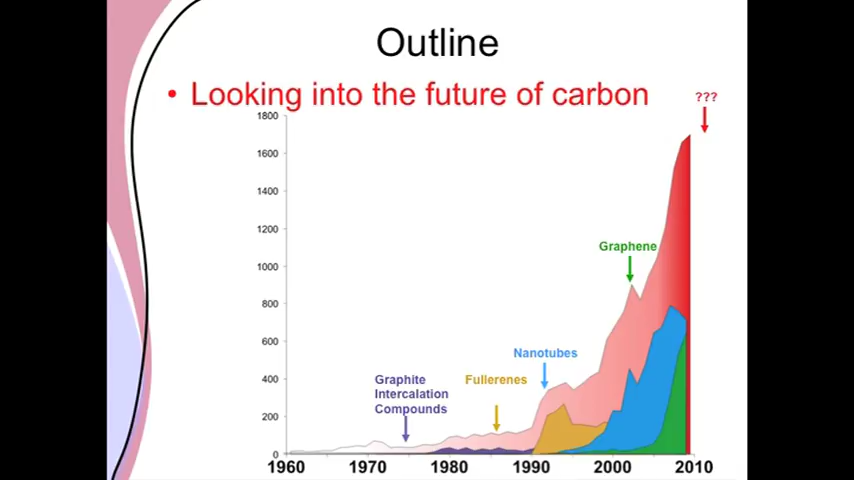 Outline
• Looking into the future of carbon
???
1800
1600
1400
1200
1000
800
600
400
200
0
Graphene
Nanotubes
Fullerenes
Graphite
Intercalation
Compounds
1960 1970 1980 1990 2000 2010